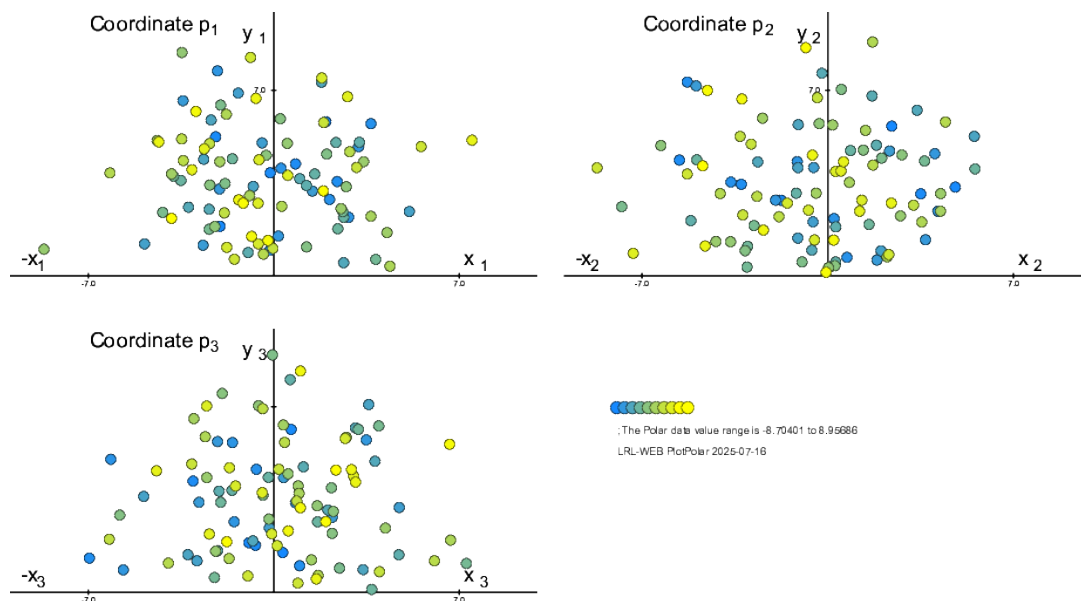 Coordinate p1
y 1
7.0
-x1
x 1
-7.0
7.0
Coordinate p2
y 2
7.0
-x2
x 2
-7.0
7.0
Coordinate p3
y 3
7.0
-x3
x 3
-7.0
7.0
;The Polar data value range is -8.70401 to 8.95686
LRL-WEB PlotPolar 2025-07-16